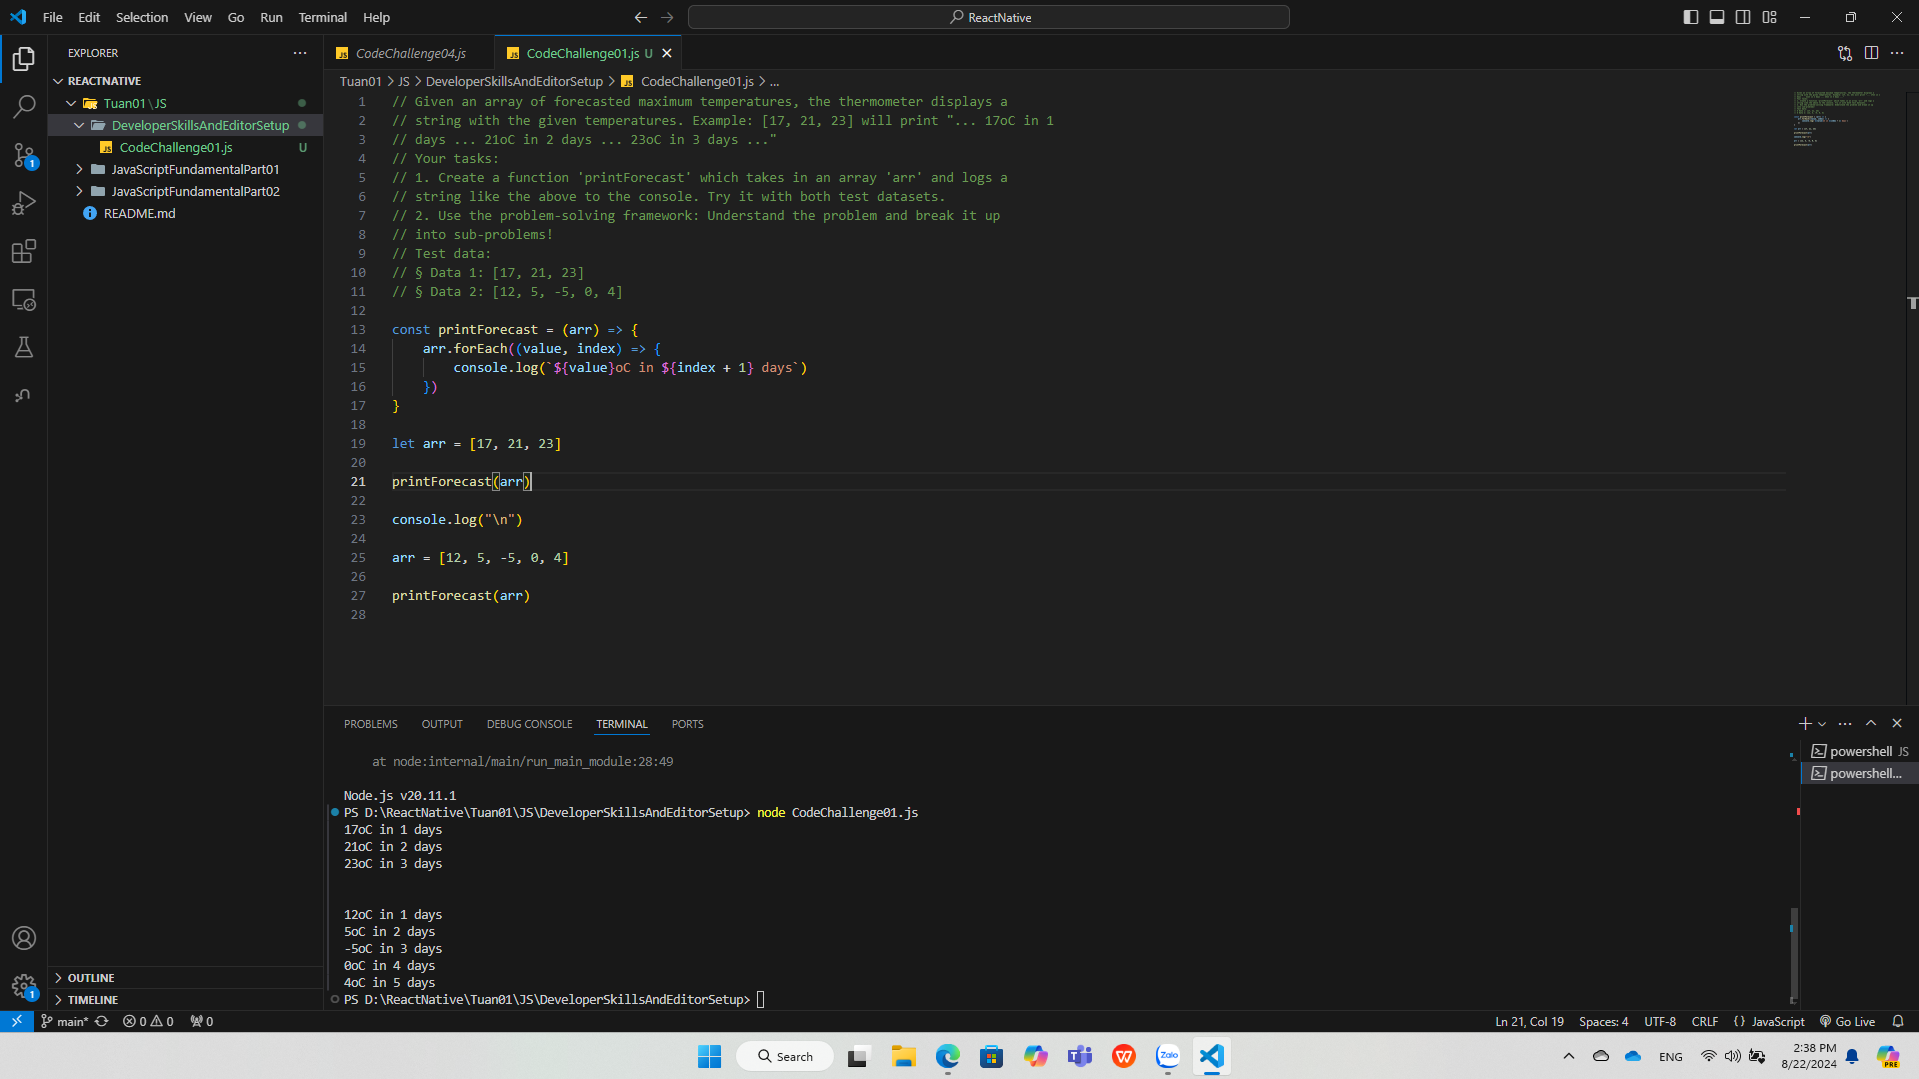 File Edit Selection View Go Run Terminal Help
ReactNative
EXPLORER
REACTNATIVE
Tuan01\JS
DeveloperSkillsAndEditorSetup
CodeChallenge01.js U
JavaScriptFundamentalPart01
JavaScriptFundamentalPart02
README.md
OUTLINE
TIMELINE
CodeChallenge04.js
CodeChallenge01.js U
Tuan01 > JS > DeveloperSkillsAndEditorSetup > CodeChallenge01.js > ...
1 // Given an array of forecasted maximum temperatures, the thermometer displays a
2 // string with the given temperatures. Example: [17, 21, 23] will print "... 17oC in 1
3 // days ... 21oC in 2 days ... 23oC in 3 days ..."
4 // Your tasks:
5 // 1. Create a function 'printForecast' which takes in an array 'arr' and logs a
6 // string like the above to the console. Try it with both test datasets.
7 // 2. Use the problem-solving framework: Understand the problem and break it up
8 // into sub-problems!
9 // Test data:
10 // § Data 1: [17, 21, 23]
11 // § Data 2: [12, 5, -5, 0, 4]
12
13 const printForecast = (arr) => {
14 arr.forEach((value, index) => {
15 console.log(`${value}oC in ${index + 1} days`)
16 })
17 }
18
19 let arr = [17, 21, 23]
20
21 printForecast(arr)
22
23 console.log("\n")
24
25 arr = [12, 5, -5, 0, 4]
26
27 printForecast(arr)
28
PROBLEMS OUTPUT DEBUG CONSOLE TERMINAL PORTS
powershell JS
powershell...
at node:internal/main/run_main_module:28:49
Node.js v20.11.1
PS D:\ReactNative\Tuan01\JS\DeveloperSkillsAndEditorSetup> node CodeChallenge01.js
17oC in 1 days
21oC in 2 days
23oC in 3 days
12oC in 1 days
5oC in 2 days
-5oC in 3 days
0oC in 4 days
4oC in 5 days
PS D:\ReactNative\Tuan01\JS\DeveloperSkillsAndEditorSetup>
main* 0 0 0
Ln 21, Col 19 Spaces: 4 UTF-8 CRLF {} JavaScript Go Live
Search
Zalo
ENG
2:38 PM
8/22/2024
PRE